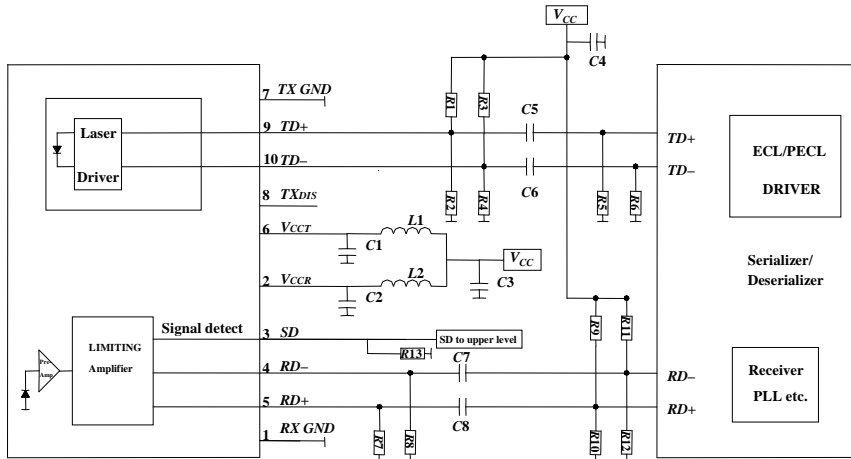 VCC
C4
7 TX GND
R1
R3
C5
Laser
Driver
9 TD+
TD+
ECL/PECL
DRIVER
10 TD−
TD−
C6
8 TXDIS
R2
R4
R5
R6
6 VCCT
L1
C1
VCC
Serializer/
Deserializer
2 VCCR
L2
C2
C3
R9
R11
Signal detect
3 SD
SD to upper level
R13
LIMITING
Amplifier
Pre-
Amp
C7
4 RD−
RD−
Receiver
PLL etc.
5 RD+
RD+
C8
1 RX GND
R7
R8
R10
R12